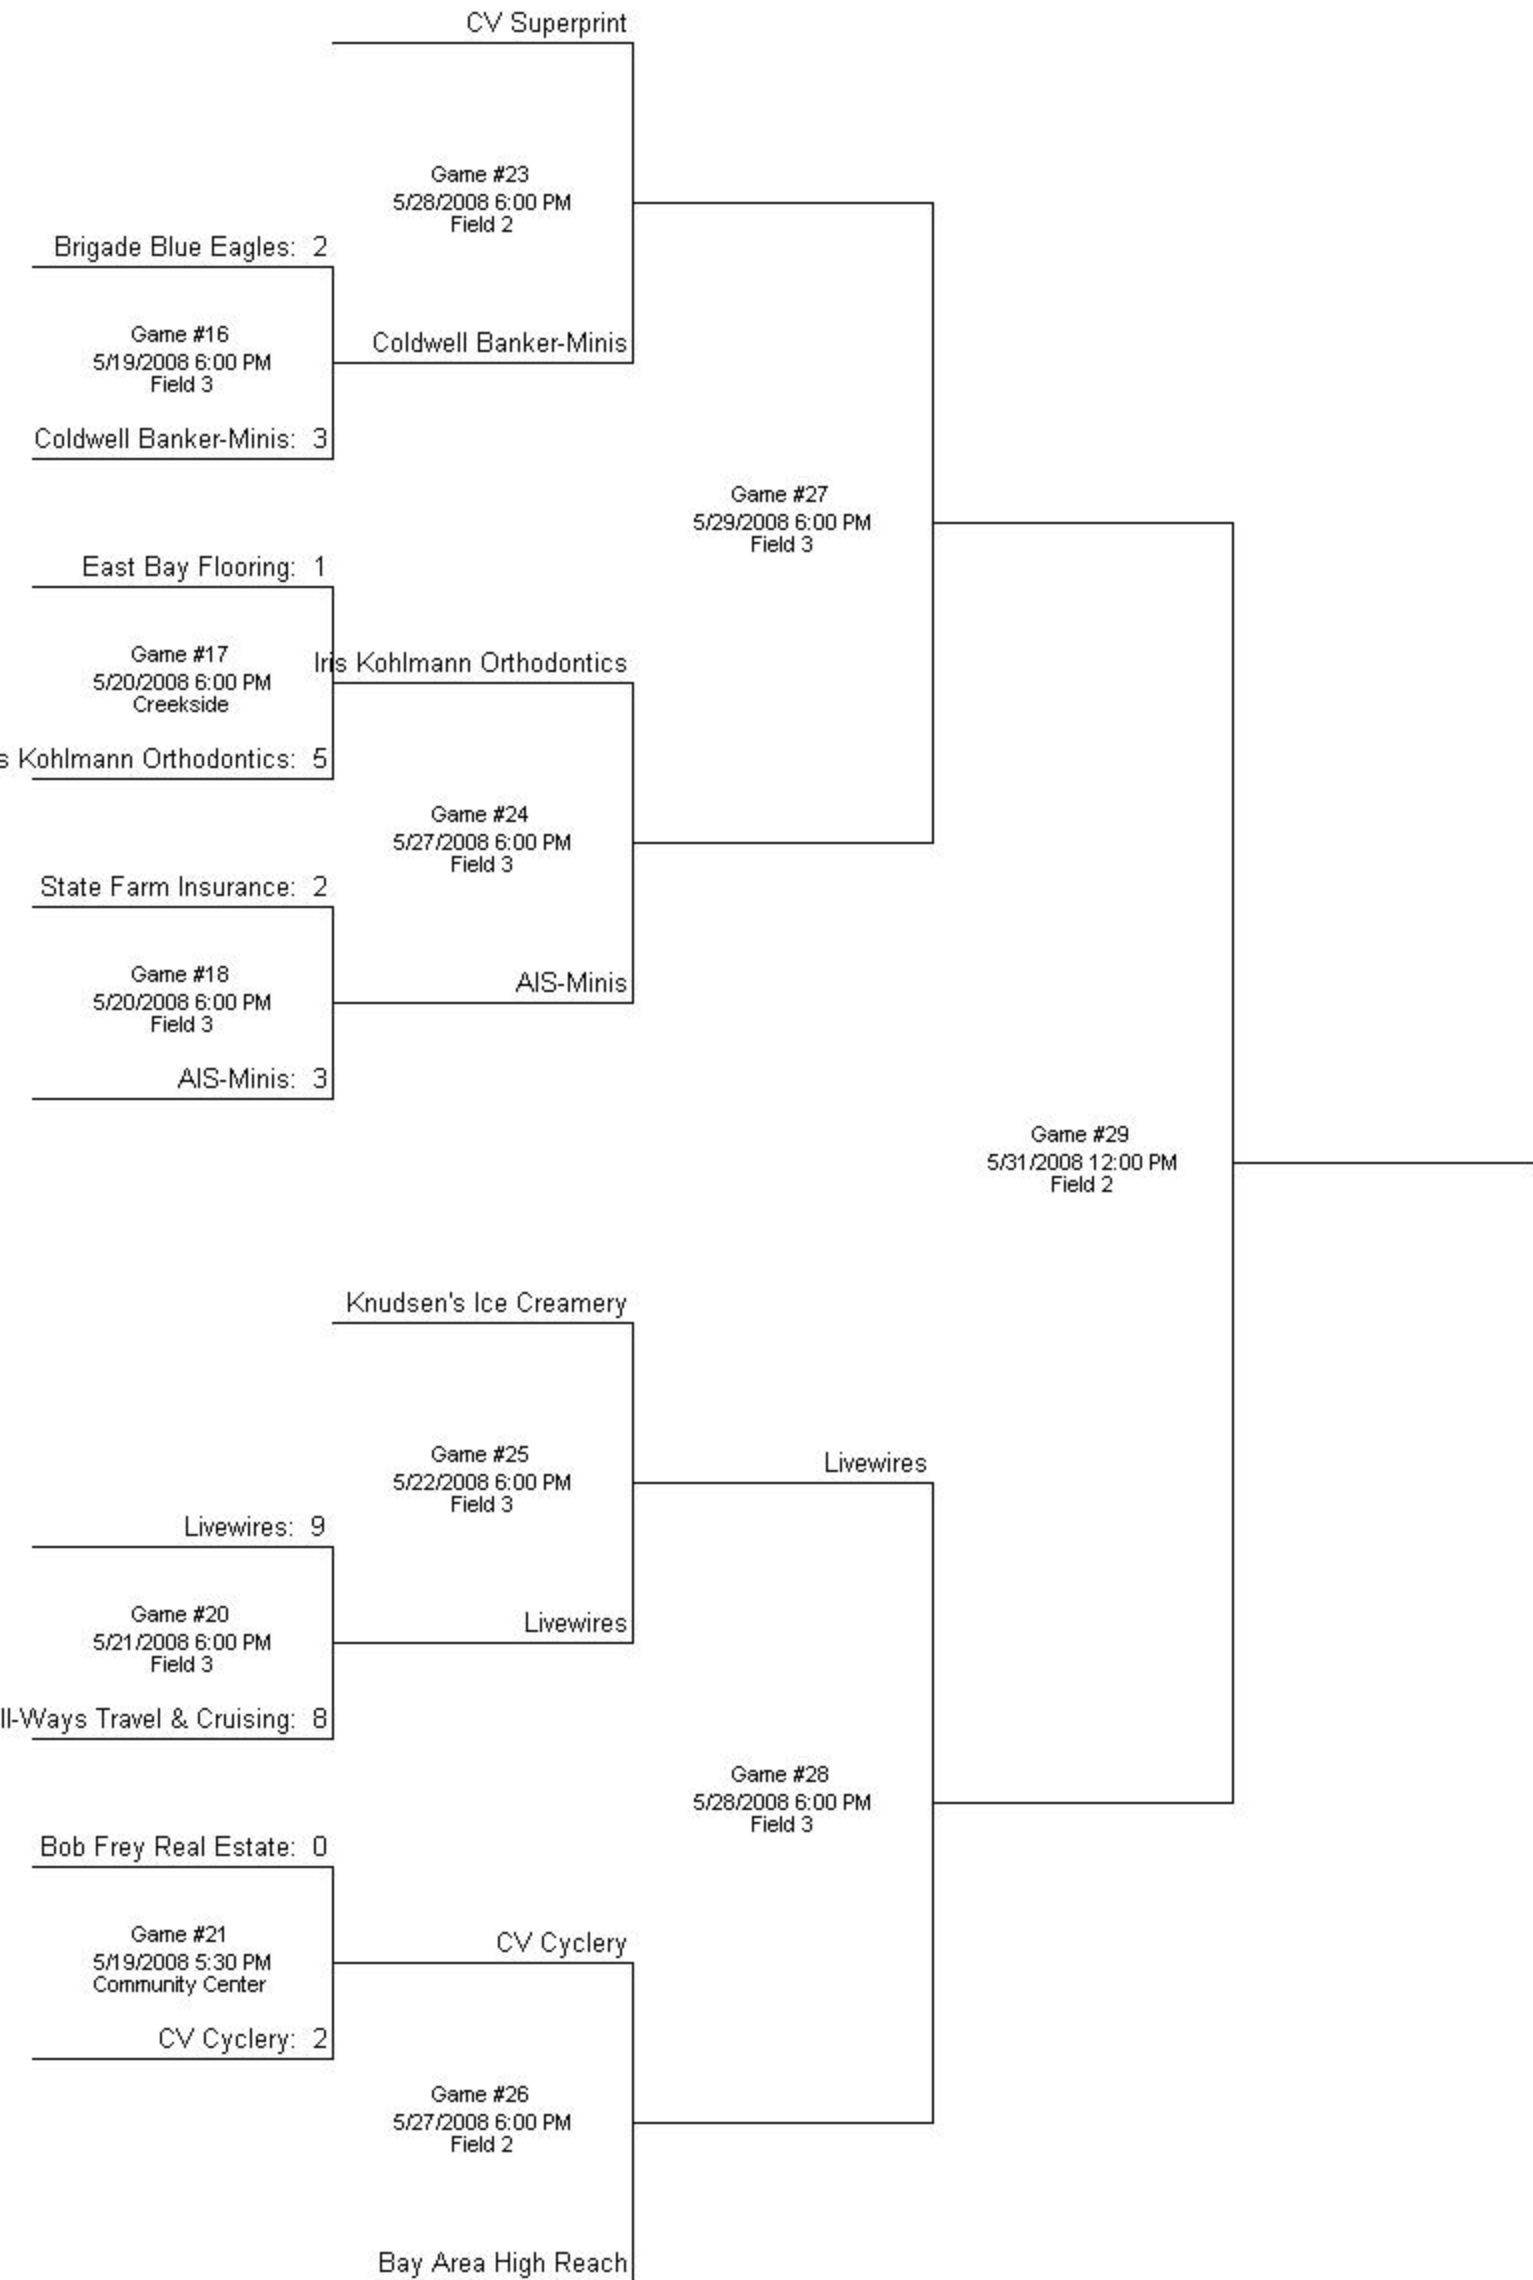 CV Superprint
Game #23
5/28/2008 6:00 PM
Field 2
Brigade Blue Eagles: 2
Game #16
5/19/2008 6:00 PM
Field 3
Coldwell Banker-Minis
Coldwell Banker-Minis: 3
Game #27
5/29/2008 6:00 PM
Field 3
East Bay Flooring: 1
Game #17
5/20/2008 6:00 PM
Creekside
Iris Kohlmann Orthodontics
s Kohlmann Orthodontics: 5
Game #24
5/27/2008 6:00 PM
Field 3
State Farm Insurance: 2
Game #18
5/20/2008 6:00 PM
Field 3
AIS-Minis
AIS-Minis: 3
Game #29
5/31/2008 12:00 PM
Field 2
Knudsen's Ice Creamery
Game #25
5/22/2008 6:00 PM
Field 3
Livewires
Livewires: 9
Game #20
5/21/2008 6:00 PM
Field 3
Livewires
ll-Ways Travel & Cruising: 8
Game #28
5/28/2008 6:00 PM
Field 3
Bob Frey Real Estate: 0
Game #21
5/19/2008 5:30 PM
Community Center
CV Cyclery
CV Cyclery: 2
Game #26
5/27/2008 6:00 PM
Field 2
Bay Area High Reach